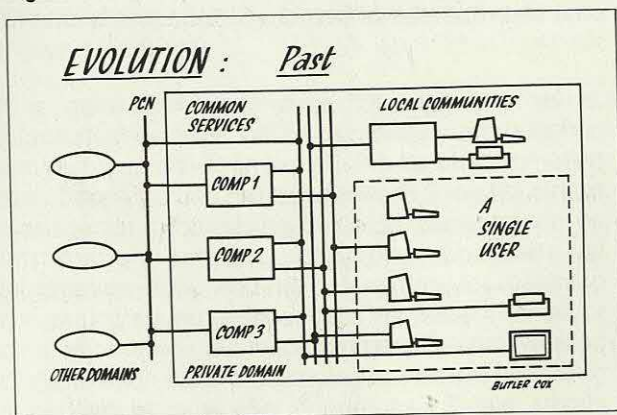 EVOLUTION : Past
PCN
COMMON
SERVICES
LOCAL COMMUNITIES
COMP 1
A
SINGLE
USER
COMP 2
COMP 3
OTHER DOMAINS
PRIVATE DOMAIN
BUTLER COX